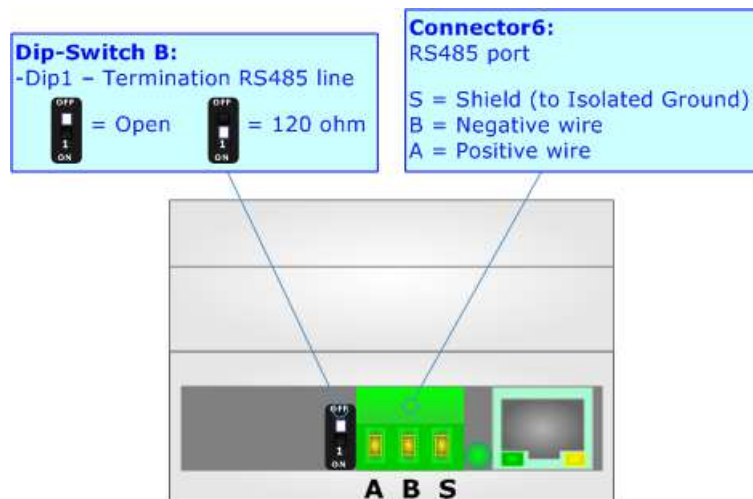 Dip-Switch B:
-Dip1 – Termination RS485 line
OFF
1
ON
= Open
OFF
1
ON
= 120 ohm
Connector6:
RS485 port
S = Shield (to Isolated Ground)
B = Negative wire
A = Positive wire
OFF
1
ON
A B S